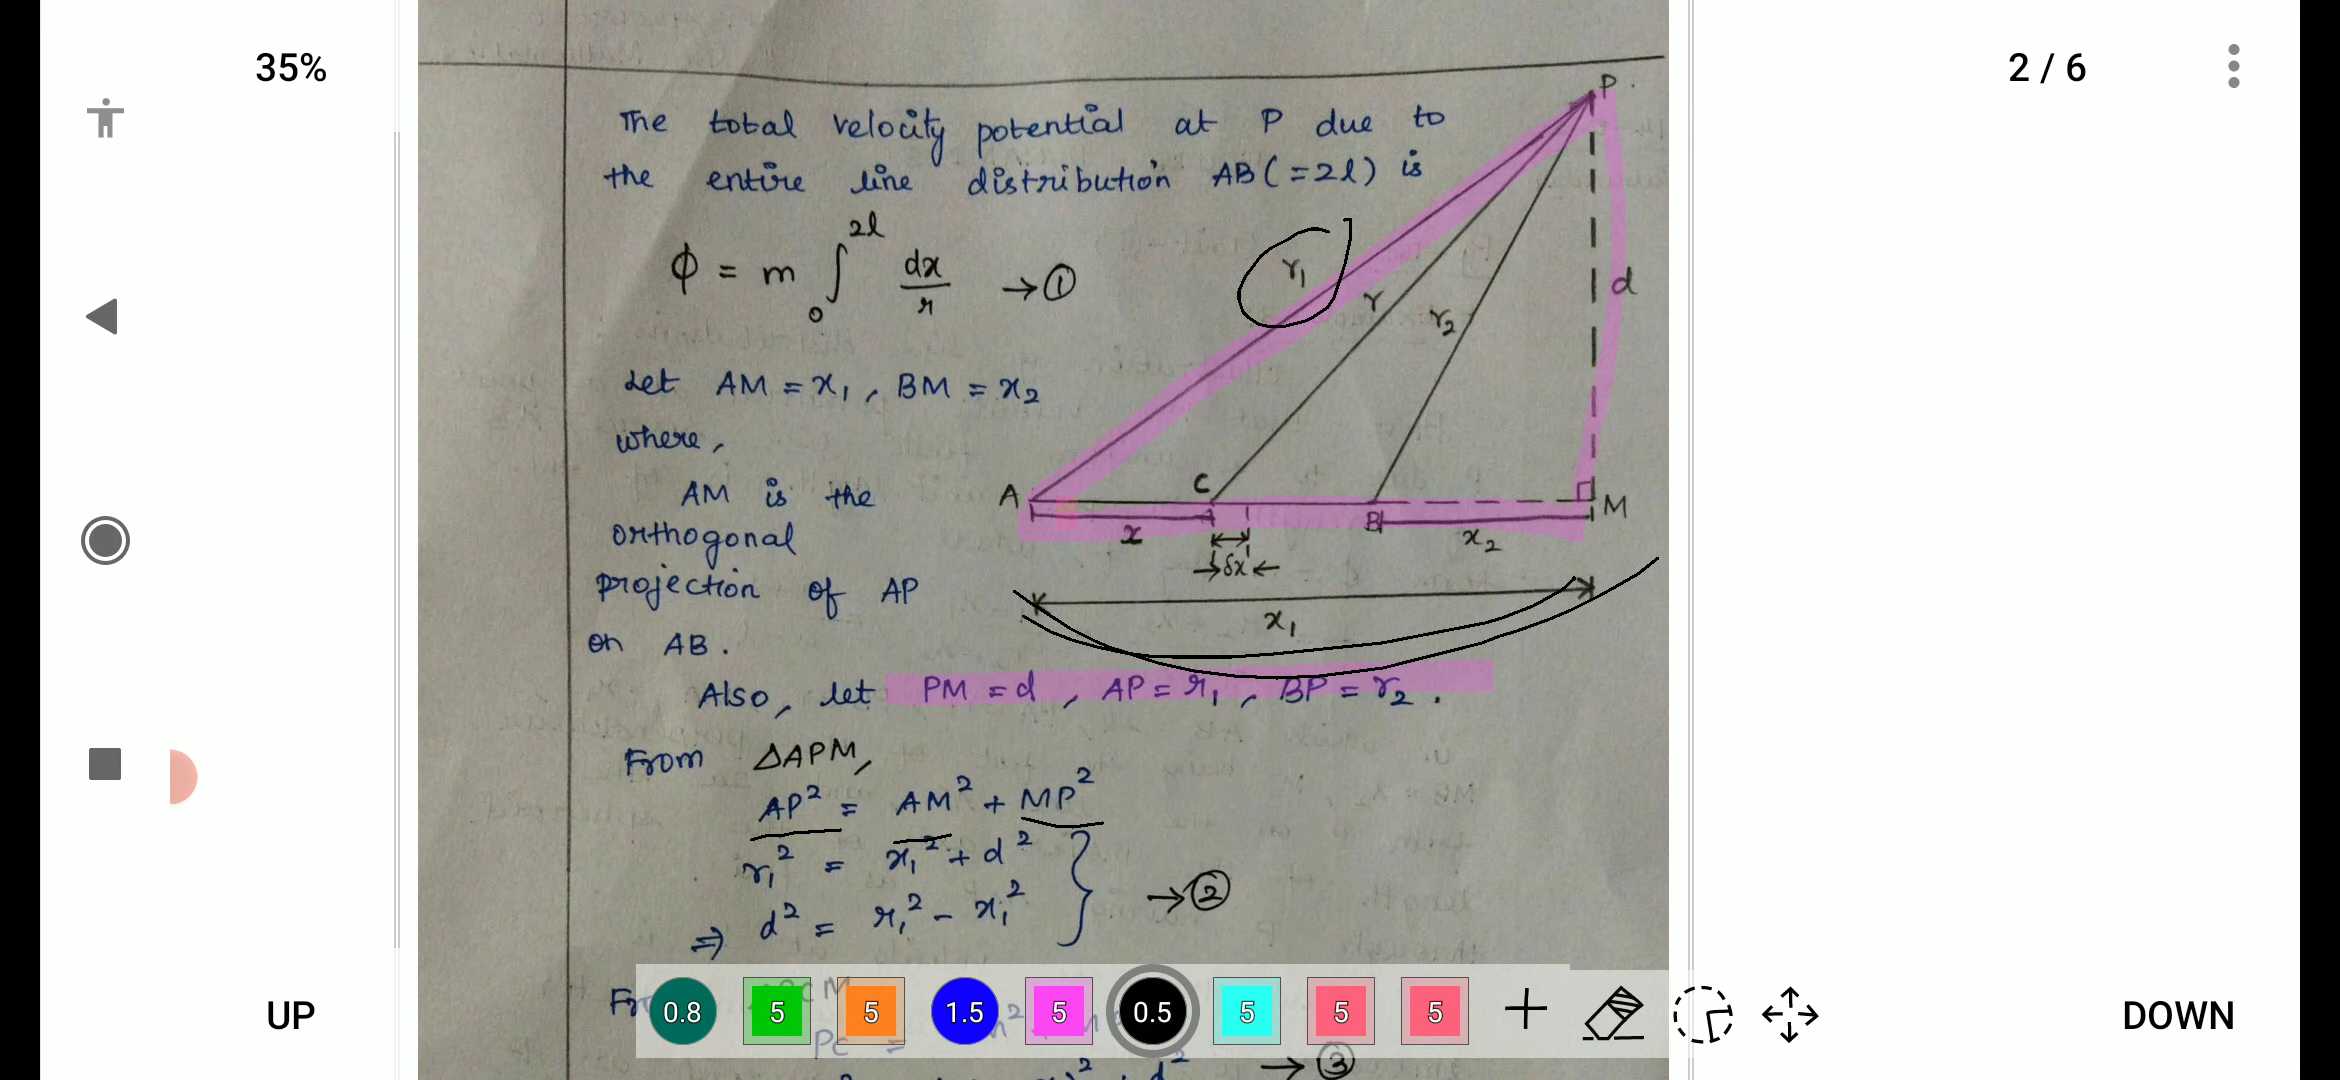 35%
2 / 6
The total velocity potential at P due to
the entire line distribution AB(=2l) is
ϕ = m ∫₀²ˡ dx/r → ①
Let AM = x₁, BM = x₂
where,
AM is the
orthogonal
projection of AP
on AB.
P
r₁
r
r₂
d
A
C
B
M
x
x₂
δx
x₁
Also, let PM = d, AP = r₁, BP = r₂.
From ΔAPM,
AP² = AM² + MP²
r₁² = x₁² + d²
⇒ d² = r₁² − x₁² → ②
→ ③
UP
0.8
5
5
1.5
5
0.5
5
5
5
+
DOWN